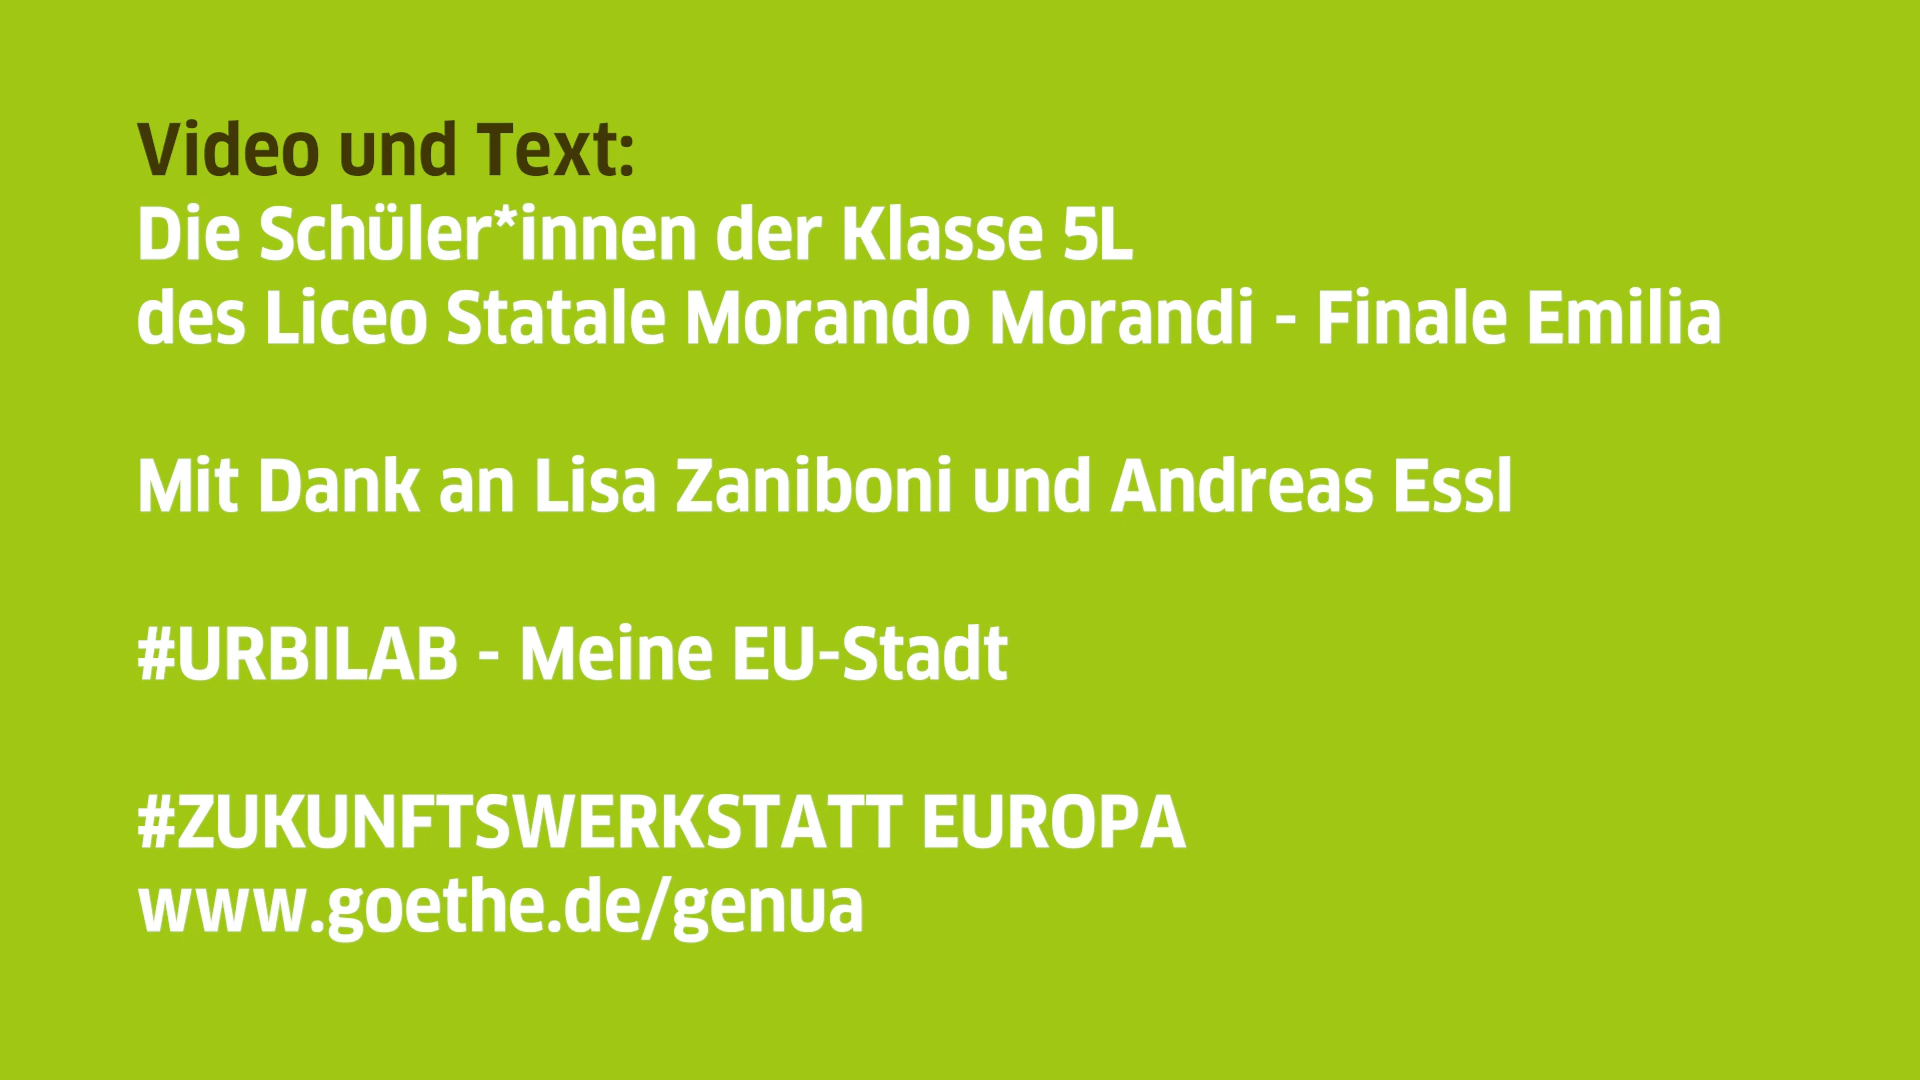 Video und Text:
Die Schüler*innen der Klasse 5L
des Liceo Statale Morando Morandi - Finale Emilia
Mit Dank an Lisa Zaniboni und Andreas Essl
#URBILAB - Meine EU-Stadt
#ZUKUNFTSWERKSTATT EUROPA
www.goethe.de/genua